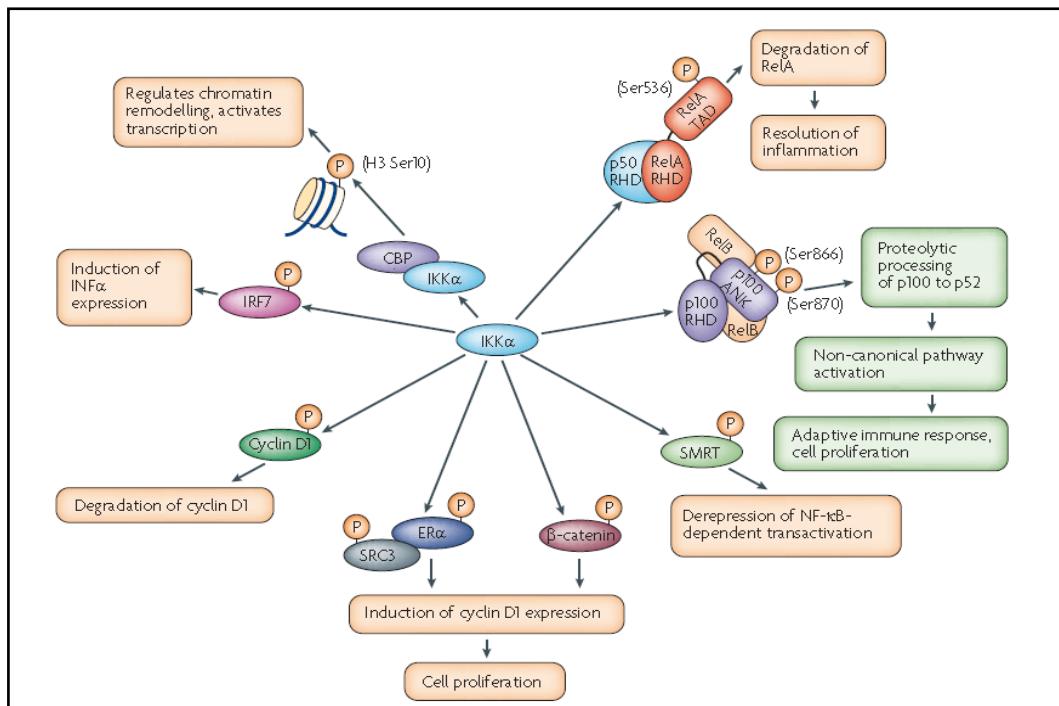 Degradation of
RelA
P
(Ser536)
RelA
TAD
Regulates chromatin
remodelling, activates
transcription
Resolution of
inflammation
p50
RHD
RelA
RHD
P
(H3 Ser10)
CBP
IKKα
RelB
P
(Ser866)
P
(Ser870)
p100
ANK
p100
RHD
RelB
Proteolytic
processing
of p100 to p52
Induction of
INFα
expression
P
IRF7
IKKα
Non-canonical pathway
activation
Adaptive immune response,
cell proliferation
P
Cyclin D1
P
SMRT
Degradation of cyclin D1
P
ERα
P
SRC3
P
β-catenin
Derepression of NF-κB-
dependent transactivation
Induction of cyclin D1 expression
Cell proliferation